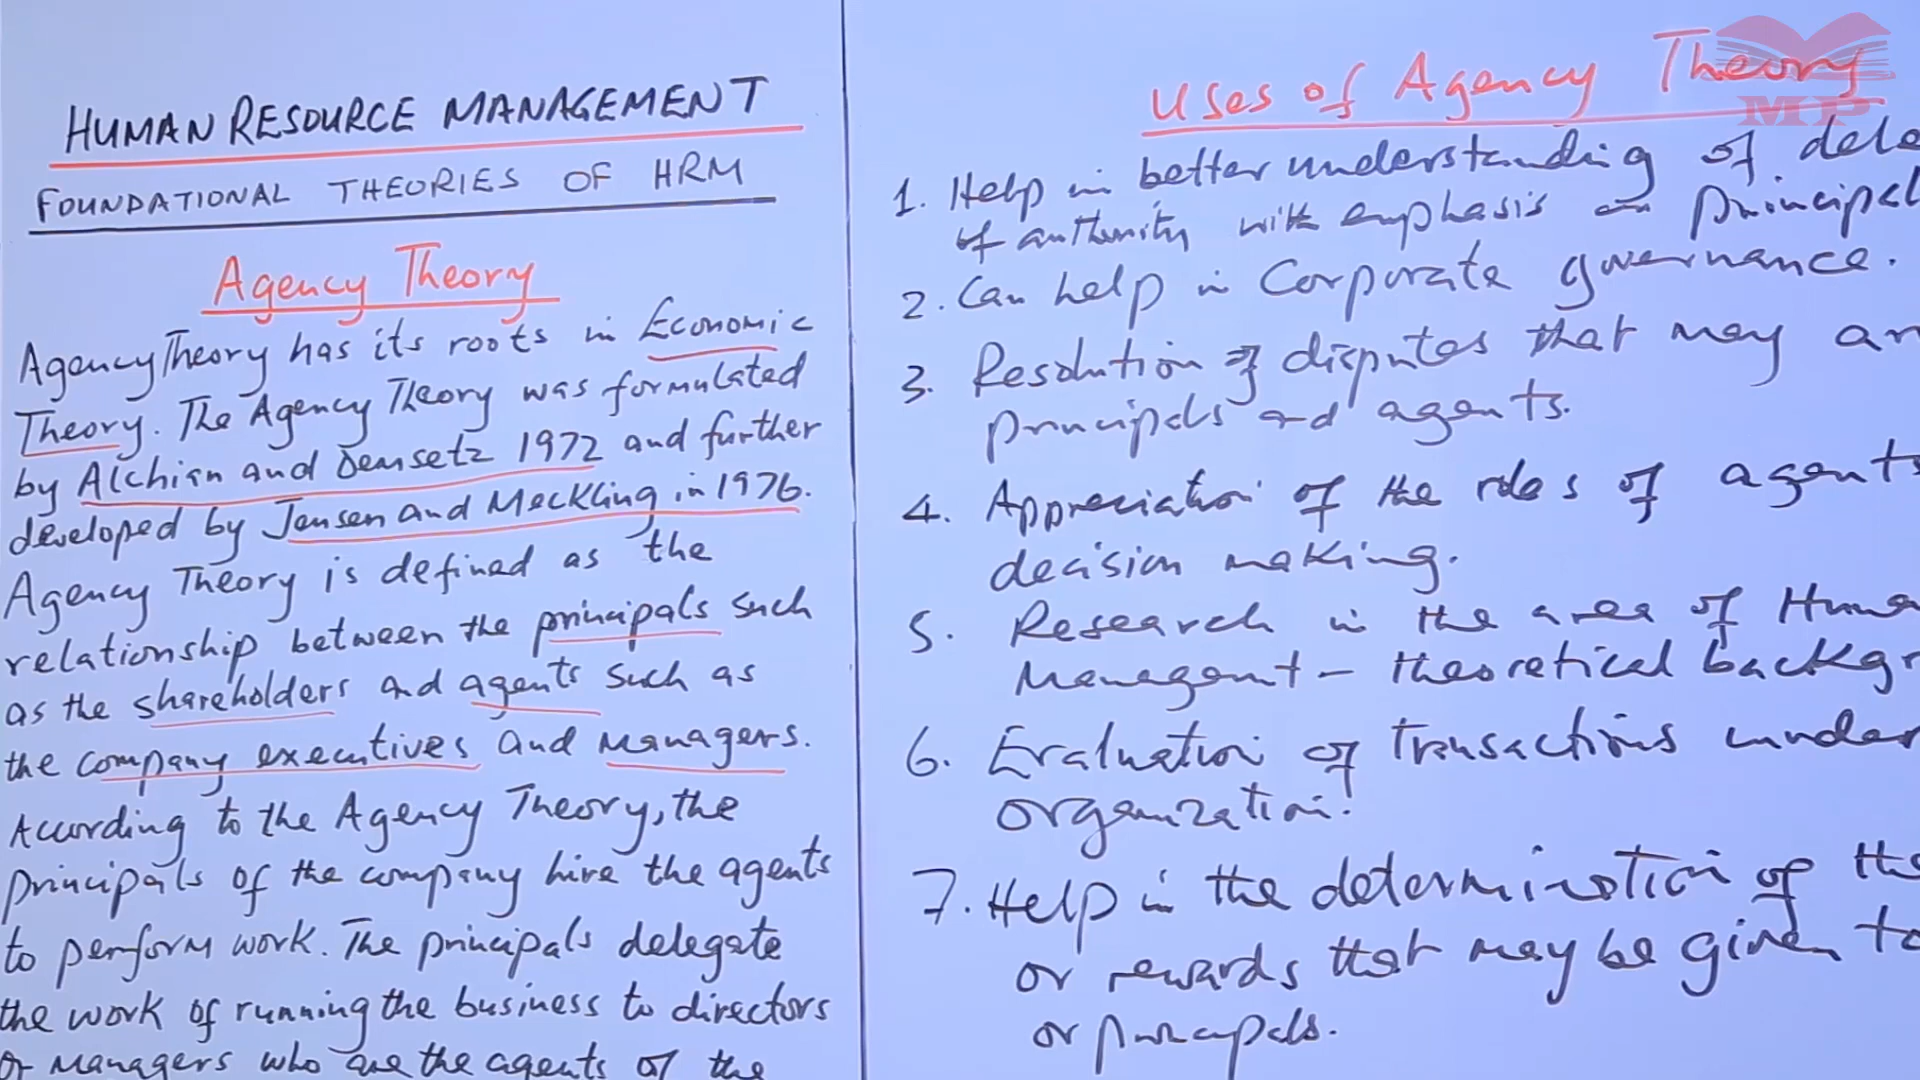 HUMAN RESOURCE MANAGEMENT
FOUNDATIONAL THEORIES OF HRM
Agency Theory
Agency Theory has its roots in Economic
Theory. The Agency Theory was formulated
by Alchian and Demsetz 1972 and further
developed by Jensen and Meckling in 1976.
Agency Theory is defined as the
relationship between the principals such
as the shareholders and agents such as
the company executives and managers.
According to the Agency Theory, the
principals of the company hire the agents
to perform work. The principals delegate
the work of running the business to directors
or managers who are the agents of the
Uses of Agency Theory
MP
1. Help in better understanding of dele
of authority with emphasis on principal
2. Can help in Corporate governance.
3. Resolution of disputes that may ar
principals and agents.
4. Appreciation of the roles of agents
decision making.
5. Research in the area of Huma
Management - theoretical backgr
6. Evaluation of transactions under
organization.
7. Help in the determination of the
or rewards that may be given to
or principals.